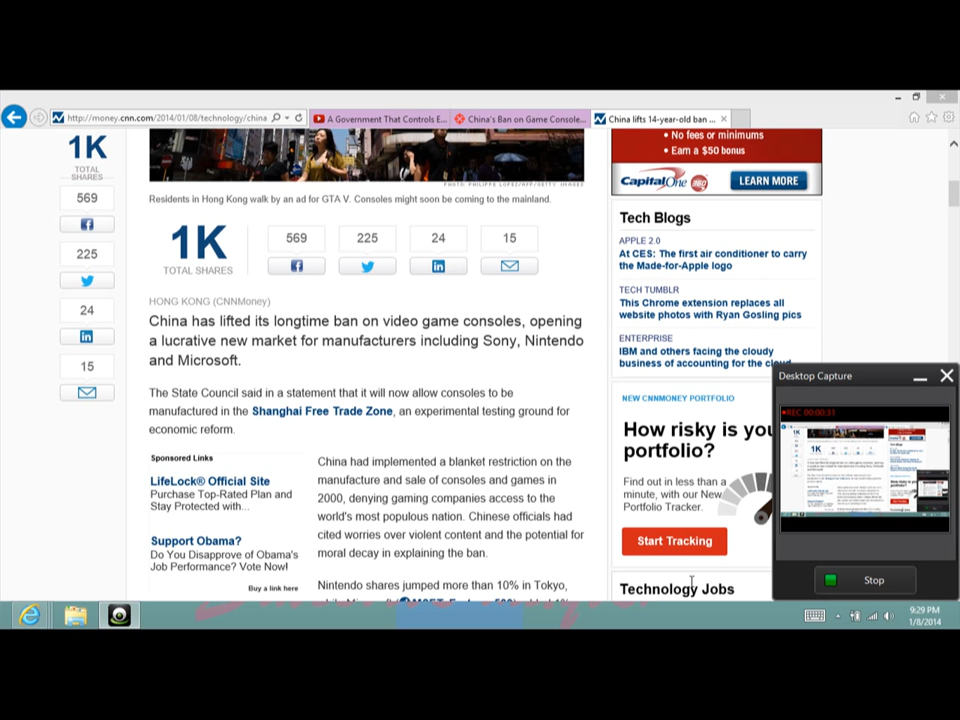 http://money.cnn.com/2014/01/08/technology/china
A Government That Controls E...
China's Ban on Game Console...
China lifts 14-year-old ban ...
1K
TOTAL
SHARES
569
225
24
15
PHOTO: PHILIPPE LOPEZ/AFP/GETTY IMAGES
Residents in Hong Kong walk by an ad for GTA V. Consoles might soon be coming to the mainland.
1K
TOTAL SHARES
569
225
24
15
HONG KONG (CNNMoney)
China has lifted its longtime ban on video game consoles, opening
a lucrative new market for manufacturers including Sony, Nintendo
and Microsoft.
The State Council said in a statement that it will now allow consoles to be
manufactured in the Shanghai Free Trade Zone, an experimental testing ground for
economic reform.
Sponsored Links
LifeLock® Official Site
Purchase Top-Rated Plan and
Stay Protected with...
Support Obama?
Do You Disapprove of Obama's
Job Performance? Vote Now!
Buy a link here
China had implemented a blanket restriction on the
manufacture and sale of consoles and games in
2000, denying gaming companies access to the
world's most populous nation. Chinese officials had
cited worries over violent content and the potential for
moral decay in explaining the ban.
Nintendo shares jumped more than 10% in Tokyo,
• No fees or minimums
• Earn a $50 bonus
Capital One 360
LEARN MORE
Tech Blogs
APPLE 2.0
At CES: The first air conditioner to carry
the Made-for-Apple logo
TECH TUMBLR
This Chrome extension replaces all
website photos with Ryan Gosling pics
ENTERPRISE
IBM and others facing the cloudy
business of accounting for the cloud
NEW CNNMONEY PORTFOLIO
How risky is you
portfolio?
Find out in less than a
minute, with our New
Portfolio Tracker.
Start Tracking
Technology Jobs
Desktop Capture
REC 00:00:31
Stop
9:29 PM
1/8/2014